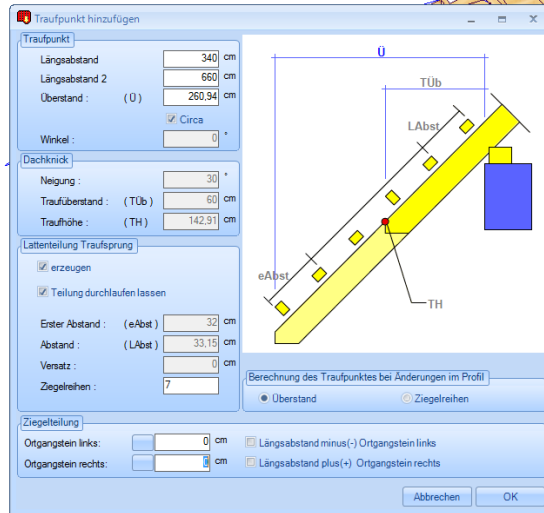 Traufpunkt hinzufügen
Traufpunkt
Längsabstand 340 cm
Längsabstand 2 660 cm
Überstand : ( Ü ) 260,94 cm
Circa
Winkel : 0 °
Dachknick
Neigung : 30 °
Traufüberstand : ( TÜb ) 60 cm
Traufhöhe : ( TH ) 142,91 cm
Lattenteilung Traufsprung
erzeugen
Teilung durchlaufen lassen
Erster Abstand : ( eAbst ) 32 cm
Abstand : ( LAbst ) 33,15 cm
Versatz : 0 cm
Ziegelreihen : 7
Ü
TÜb
LAbst
eAbst
TH
Berechnung des Traufpunktes bei Änderungen im Profil
Überstand Ziegelreihen
Ziegelteilung
Ortgangstein links: 0 cm Längsabstand minus(-) Ortgangstein links
Ortgangstein rechts: 0 cm Längsabstand plus(+) Ortgangstein rechts
Abbrechen OK